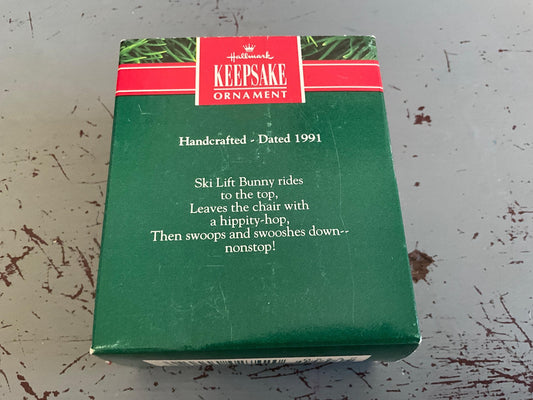 Hallmark
KEEPSAKE
ORNAMENT
Handcrafted - Dated 1991
Ski Lift Bunny rides
to the top,
Leaves the chair with
a hippity-hop,
Then swoops and swooshes down--
nonstop!